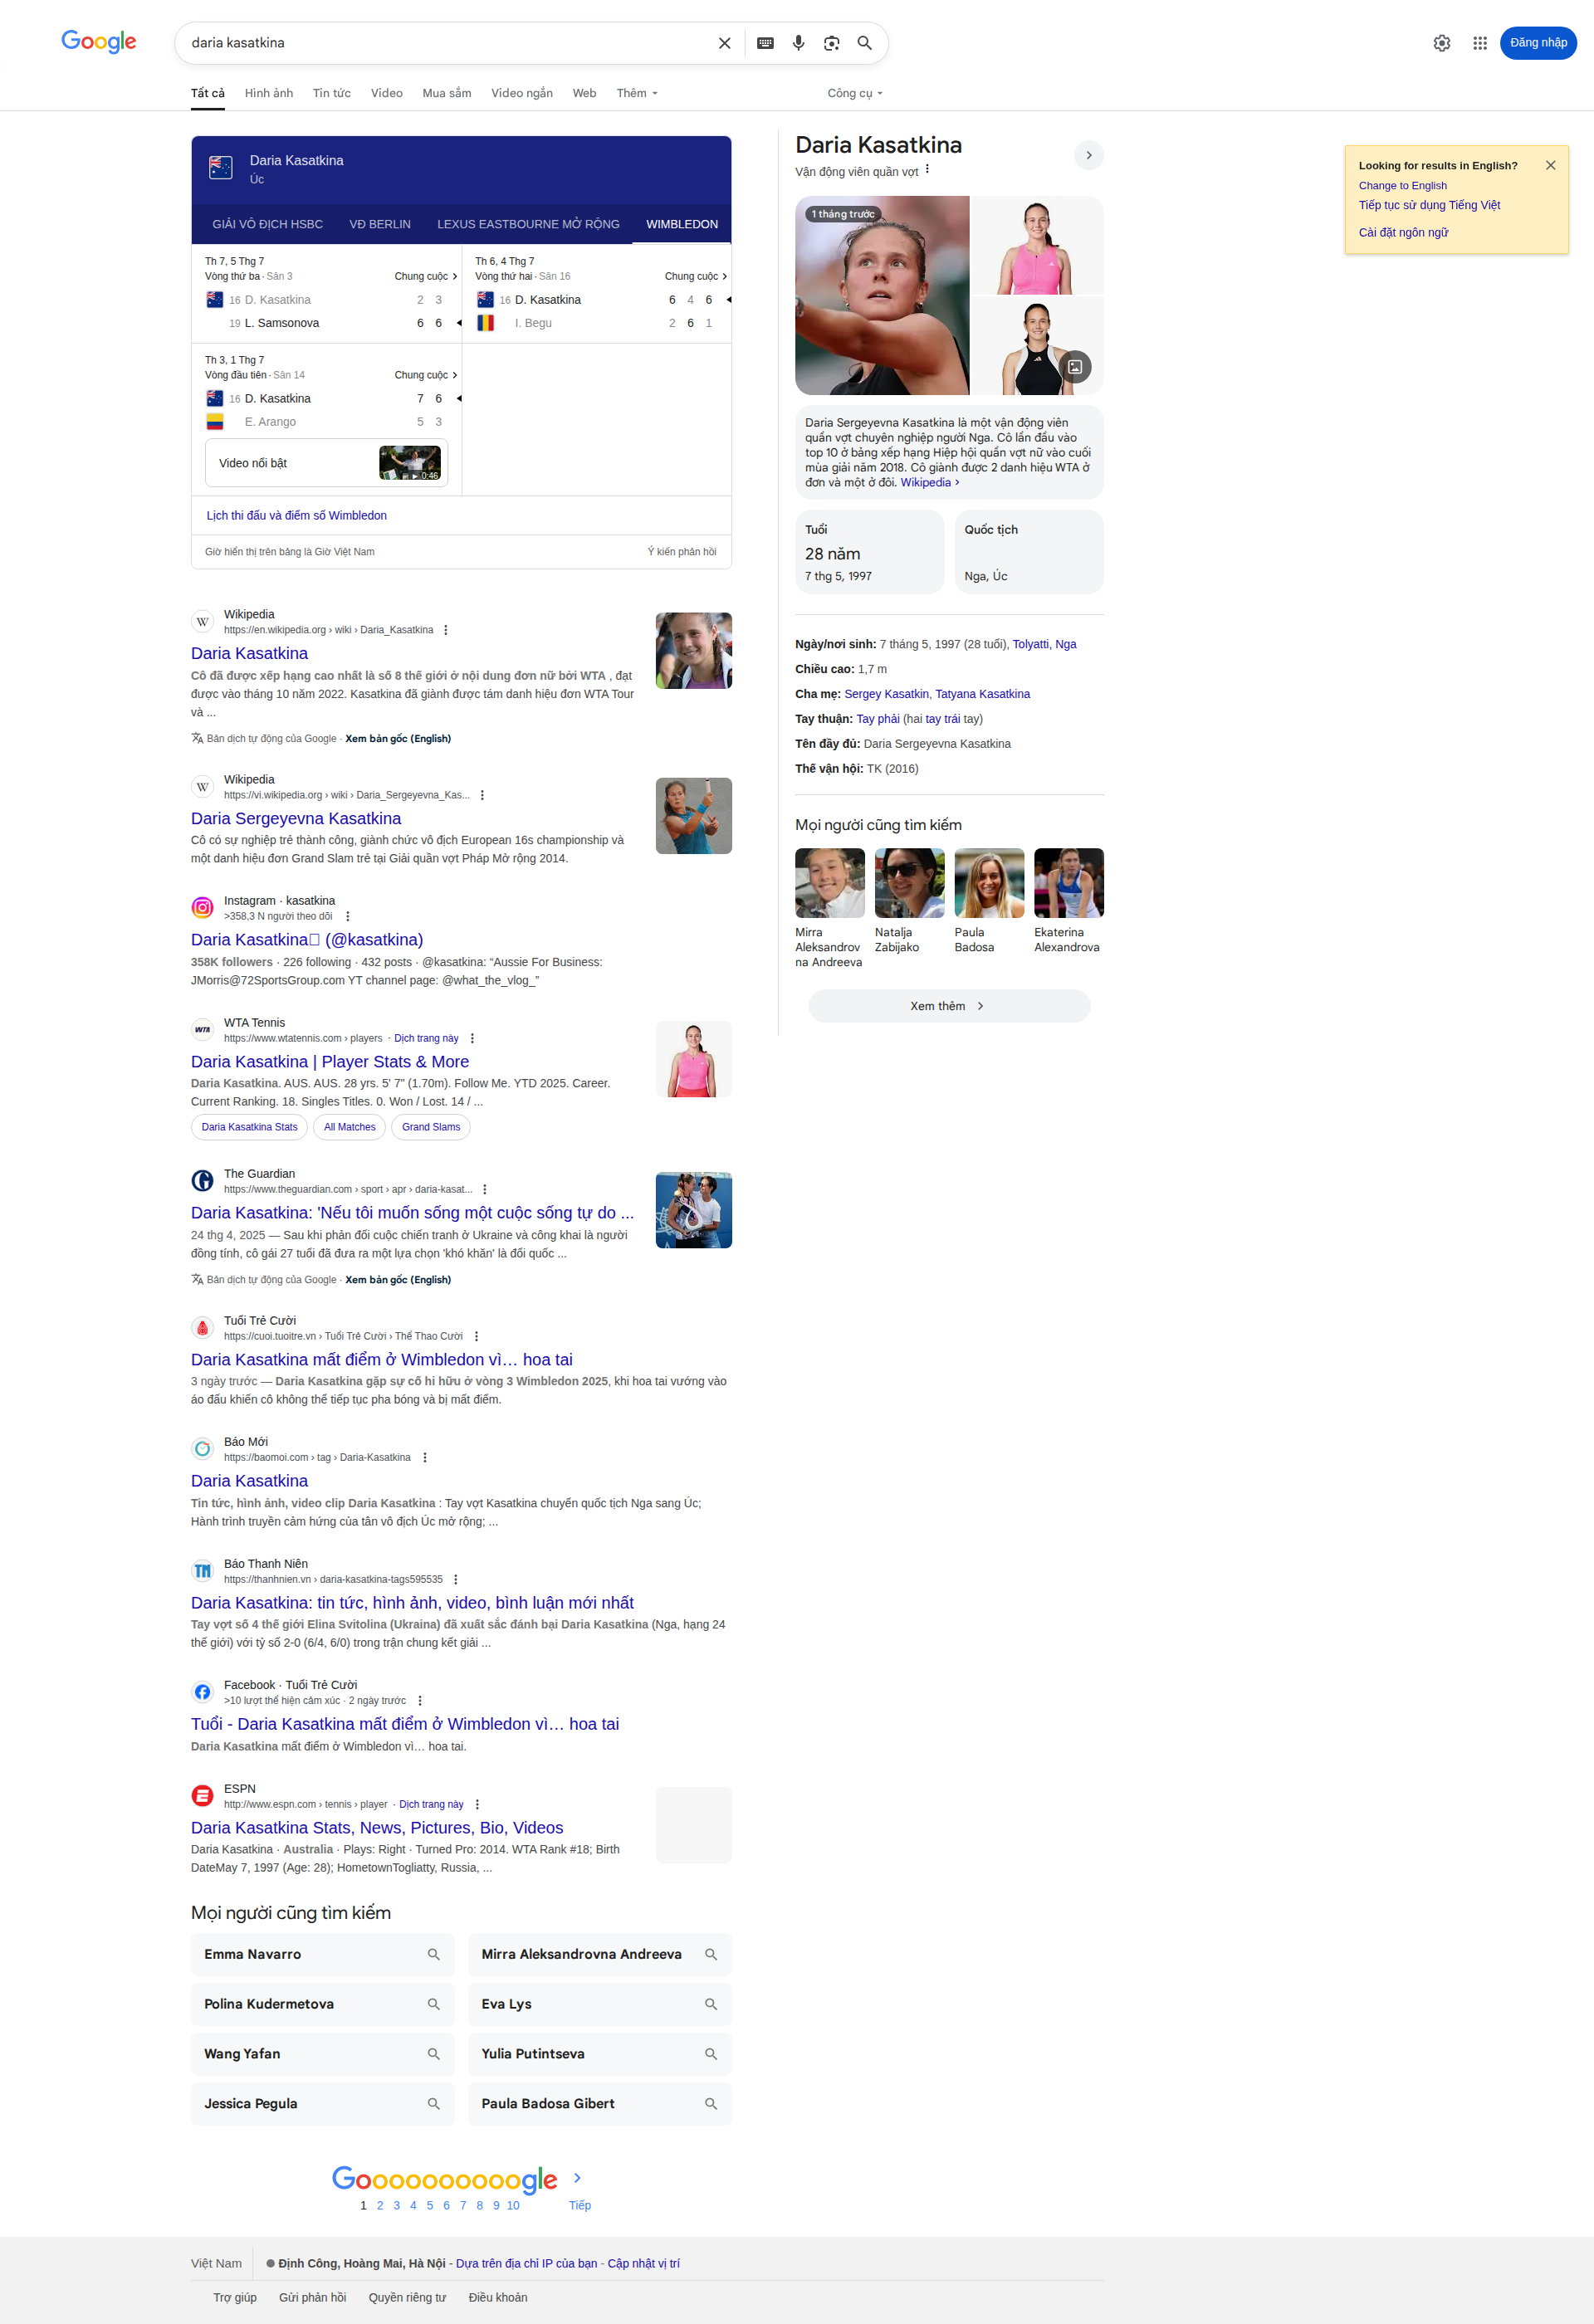 Google
daria kasatkina
Đăng nhập
Tất cả
Hình ảnh
Tin tức
Video
Mua sắm
Video ngắn
Web
Thêm
Công cụ
Daria Kasatkina
Úc
GIẢI VÔ ĐỊCH HSBC
VĐ BERLIN
LEXUS EASTBOURNE MỞ RỘNG
WIMBLEDON
Th 7, 5 Thg 7
Vòng thứ ba · Sân 3
Chung cuộc
16 D. Kasatkina 2 3
19 L. Samsonova 6 6
Th 6, 4 Thg 7
Vòng thứ hai · Sân 16
Chung cuộc
16 D. Kasatkina 6 4 6
I. Begu 2 6 1
Th 3, 1 Thg 7
Vòng đấu tiên · Sân 14
Chung cuộc
16 D. Kasatkina 7 6
E. Arango 5 3
Video nổi bật
0:46
Lịch thi đấu và điểm số Wimbledon
Giờ hiển thị trên bảng là Giờ Việt Nam
Ý kiến phản hồi
Wikipedia
https://en.wikipedia.org › wiki › Daria_Kasatkina
Daria Kasatkina
Cô đã được xếp hạng cao nhất là số 8 thế giới ở nội dung đơn nữ bởi WTA , đạt
được vào tháng 10 năm 2022. Kasatkina đã giành được tám danh hiệu đơn WTA Tour
và ...
Bản dịch tự động của Google · Xem bản gốc (English)
Wikipedia
https://vi.wikipedia.org › wiki › Daria_Sergeyevna_Kas...
Daria Sergeyevna Kasatkina
Cô có sự nghiệp trẻ thành công, giành chức vô địch European 16s championship và
một danh hiệu đơn Grand Slam trẻ tại Giải quần vợt Pháp Mở rộng 2014.
Instagram · kasatkina
>358,3 N người theo dõi
Daria Kasatkina (@kasatkina)
358K followers · 226 following · 432 posts · @kasatkina: “Aussie For Business:
JMorris@72SportsGroup.com YT channel page: @what_the_vlog_”
WTA Tennis
https://www.wtatennis.com › players · Dịch trang này
Daria Kasatkina | Player Stats & More
Daria Kasatkina. AUS. AUS. 28 yrs. 5' 7" (1.70m). Follow Me. YTD 2025. Career.
Current Ranking. 18. Singles Titles. 0. Won / Lost. 14 / ...
Daria Kasatkina Stats
All Matches
Grand Slams
The Guardian
https://www.theguardian.com › sport › apr › daria-kasat...
Daria Kasatkina: 'Nếu tôi muốn sống một cuộc sống tự do ...
24 thg 4, 2025 — Sau khi phản đối cuộc chiến tranh ở Ukraine và công khai là người
đồng tính, cô gái 27 tuổi đã đưa ra một lựa chọn 'khó khăn' là đổi quốc ...
Bản dịch tự động của Google · Xem bản gốc (English)
Tuổi Trẻ Cười
https://cuoi.tuoitre.vn › Tuổi Trẻ Cười › Thể Thao Cười
Daria Kasatkina mất điểm ở Wimbledon vì… hoa tai
3 ngày trước — Daria Kasatkina gặp sự cố hi hữu ở vòng 3 Wimbledon 2025, khi hoa tai vướng vào
áo đấu khiến cô không thể tiếp tục pha bóng và bị mất điểm.
Báo Mới
https://baomoi.com › tag › Daria-Kasatkina
Daria Kasatkina
Tin tức, hình ảnh, video clip Daria Kasatkina : Tay vợt Kasatkina chuyển quốc tịch Nga sang Úc;
Hành trình truyền cảm hứng của tân vô địch Úc mở rộng; ...
Báo Thanh Niên
https://thanhnien.vn › daria-kasatkina-tags595535
Daria Kasatkina: tin tức, hình ảnh, video, bình luận mới nhất
Tay vợt số 4 thế giới Elina Svitolina (Ukraina) đã xuất sắc đánh bại Daria Kasatkina (Nga, hạng 24
thế giới) với tỷ số 2-0 (6/4, 6/0) trong trận chung kết giải ...
Facebook · Tuổi Trẻ Cười
>10 lượt thể hiện cảm xúc · 2 ngày trước
Tuổi - Daria Kasatkina mất điểm ở Wimbledon vì… hoa tai
Daria Kasatkina mất điểm ở Wimbledon vì… hoa tai.
ESPN
http://www.espn.com › tennis › player · Dịch trang này
Daria Kasatkina Stats, News, Pictures, Bio, Videos
Daria Kasatkina · Australia · Plays: Right · Turned Pro: 2014. WTA Rank #18; Birth
DateMay 7, 1997 (Age: 28); HometownTogliatty, Russia, ...
Mọi người cũng tìm kiếm
Emma Navarro
Mirra Aleksandrovna Andreeva
Polina Kudermetova
Eva Lys
Wang Yafan
Yulia Putintseva
Jessica Pegula
Paula Badosa Gibert
Gooooooooogle
1 2 3 4 5 6 7 8 9 10
Tiếp
Daria Kasatkina
Vận động viên quần vợt
1 tháng trước
Daria Sergeyevna Kasatkina là một vận động viên
quần vợt chuyên nghiệp người Nga. Cô lần đầu vào
top 10 ở bảng xếp hạng Hiệp hội quần vợt nữ vào cuối
mùa giải năm 2018. Cô giành được 2 danh hiệu WTA ở
đơn và một ở đôi. Wikipedia
Tuổi
28 năm
7 thg 5, 1997
Quốc tịch
Nga, Úc
Ngày/nơi sinh: 7 tháng 5, 1997 (28 tuổi), Tolyatti, Nga
Chiều cao: 1,7 m
Cha mẹ: Sergey Kasatkin, Tatyana Kasatkina
Tay thuận: Tay phải (hai tay trái tay)
Tên đầy đủ: Daria Sergeyevna Kasatkina
Thế vận hội: TK (2016)
Mọi người cũng tìm kiếm
Mirra
Aleksandrov
na Andreeva
Natalja
Zabijako
Paula
Badosa
Ekaterina
Alexandrova
Xem thêm
Looking for results in English?
Change to English
Tiếp tục sử dụng Tiếng Việt
Cài đặt ngôn ngữ
Việt Nam
Định Công, Hoàng Mai, Hà Nội - Dựa trên địa chỉ IP của bạn - Cập nhật vị trí
Trợ giúp
Gửi phản hồi
Quyền riêng tư
Điều khoản